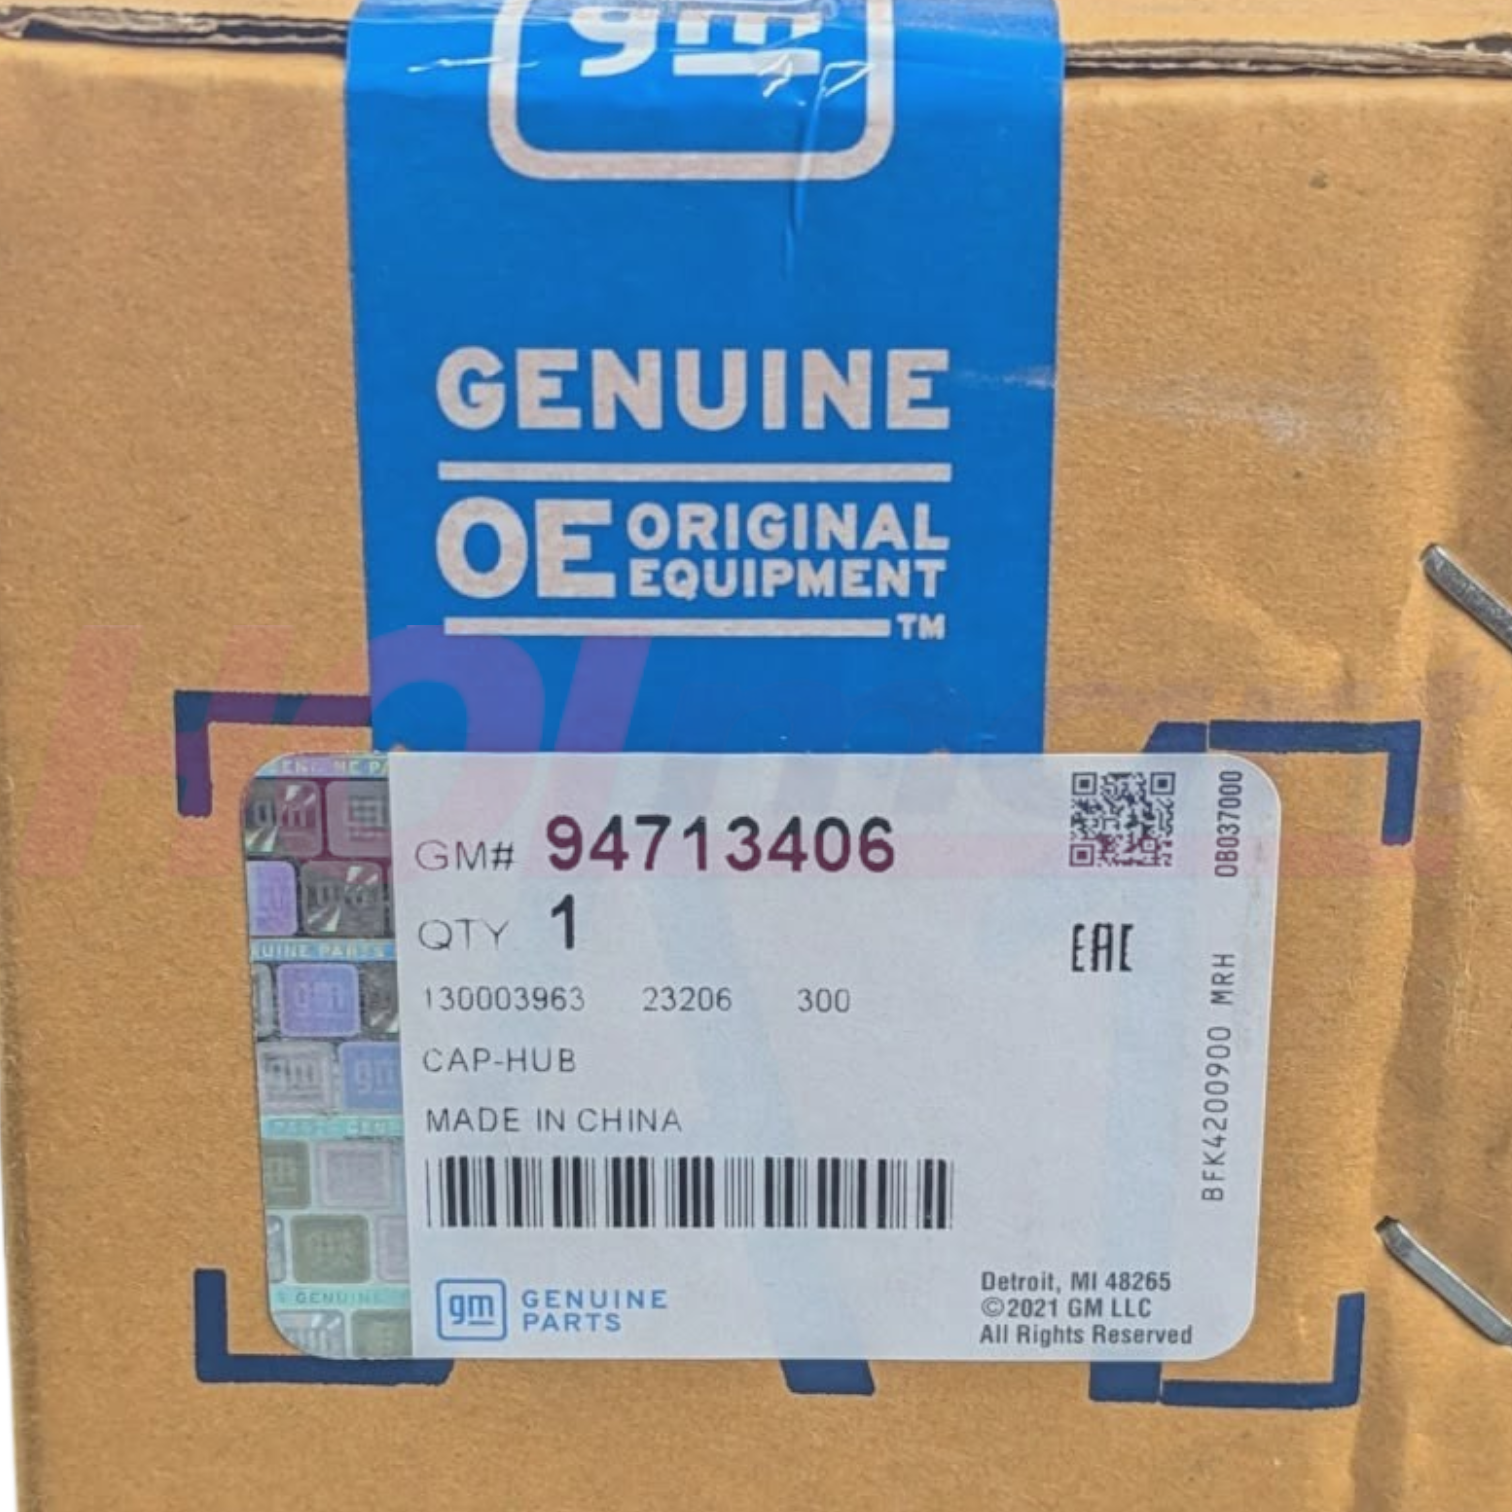 gm
GENUINE
OE ORIGINAL
EQUIPMENT
TM
GM# 94713406
QTY 1
130003963 23206 300
CAP-HUB
MADE IN CHINA
EAC
0B037000
BFK4200900 MRH
gm GENUINE
PARTS
Detroit, MI 48265
©2021 GM LLC
All Rights Reserved